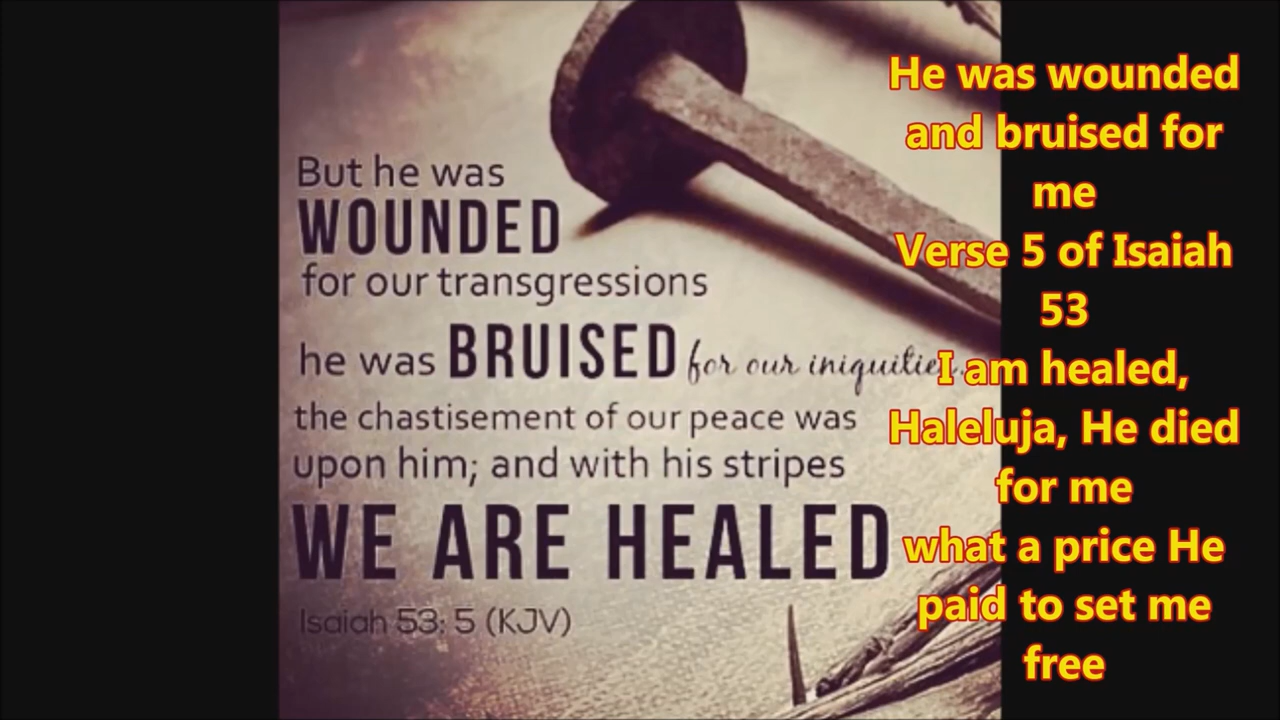 But he was
WOUNDED
for our transgressions
he was BRUISED for our iniquities.
the chastisement of our peace was
upon him; and with his stripes
WE ARE HEALED
Isaiah 53: 5 (KJV)
He was wounded
and bruised for
me
Verse 5 of Isaiah
53
I am healed,
Haleluja, He died
for me
what a price He
paid to set me
free